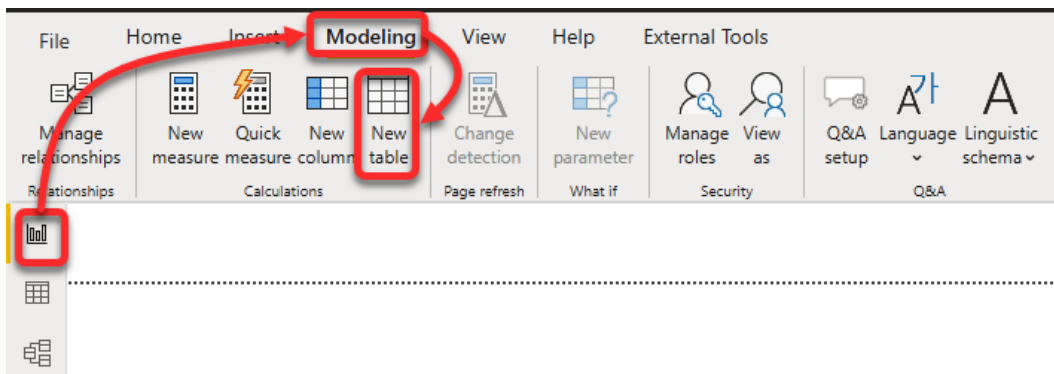 File Home Insert Modeling View Help External Tools
Manage relationships
New measure
Quick measure
New column
New table
Change detection
New parameter
Manage roles
View as
Q&A setup
Language
Linguistic schema
Relationships
Calculations
Page refresh
What if
Security
Q&A